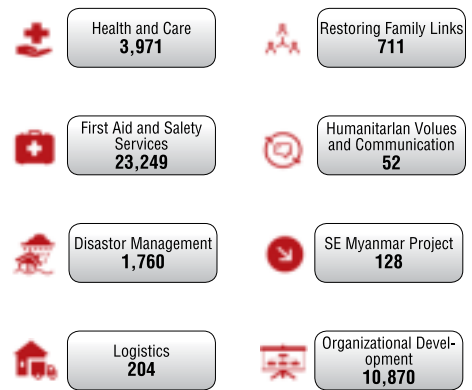 Health and Care
3,971
Restoring Family Links
711
First Aid and Salety
Services
23,249
Humanitarlan Volues
and Communication
52
Disastor Management
1,760
SE Myanmar Project
128
Logistics
204
Organizational Devel-
opment
10,870